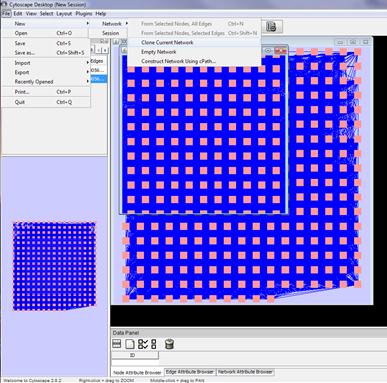 Cytoscape Desktop (New Session)
File Edit View Select Layout Plugins Help
New
Open Ctrl+O
Save Ctrl+S
Save as... Ctrl+Shift+S
Import
Export
Recently Opened
Print... Ctrl+P
Quit Ctrl+Q
Network
Session
From Selected Nodes, All Edges Ctrl+N
From Selected Nodes, Selected Edges Ctrl+Shift+N
Clone Current Network
Empty Network
Construct Network Using cPath...
Edges
Data Panel
ID
Node Attribute Browser Edge Attribute Browser Network Attribute Browser
Welcome to Cytoscape 2.8.2 Right-click + drag to ZOOM Middle-click + drag to PAN